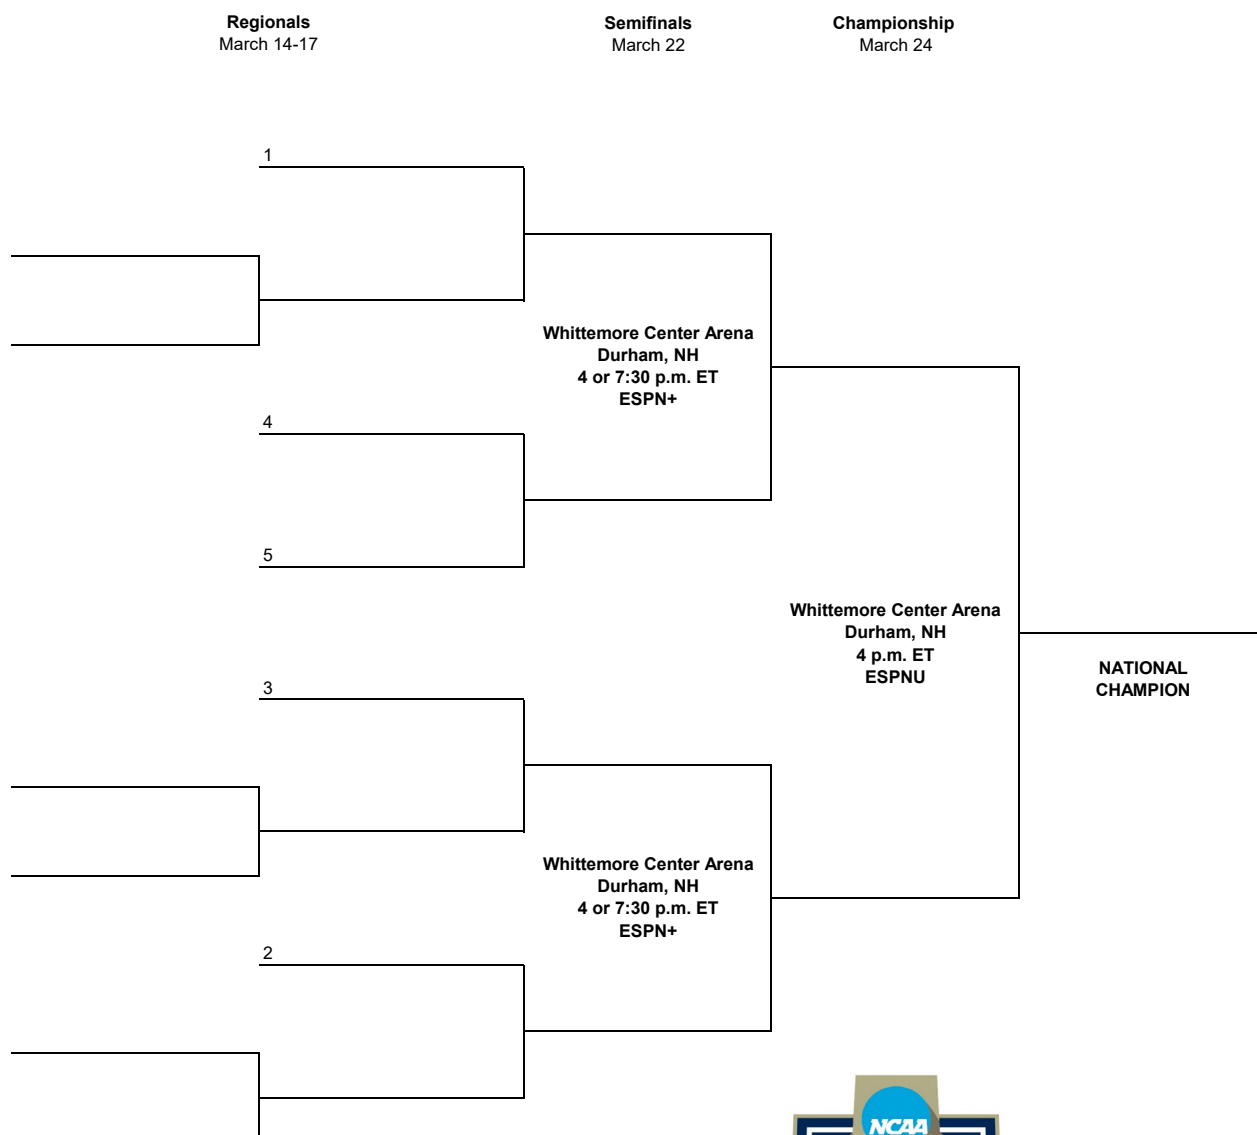 Regionals
March 14-17
Semifinals
March 22
Championship
March 24
1
Whittemore Center Arena
Durham, NH
4 or 7:30 p.m. ET
ESPN+
4
5
Whittemore Center Arena
Durham, NH
4 p.m. ET
ESPNU
NATIONAL
CHAMPION
3
Whittemore Center Arena
Durham, NH
4 or 7:30 p.m. ET
ESPN+
2
NCAA